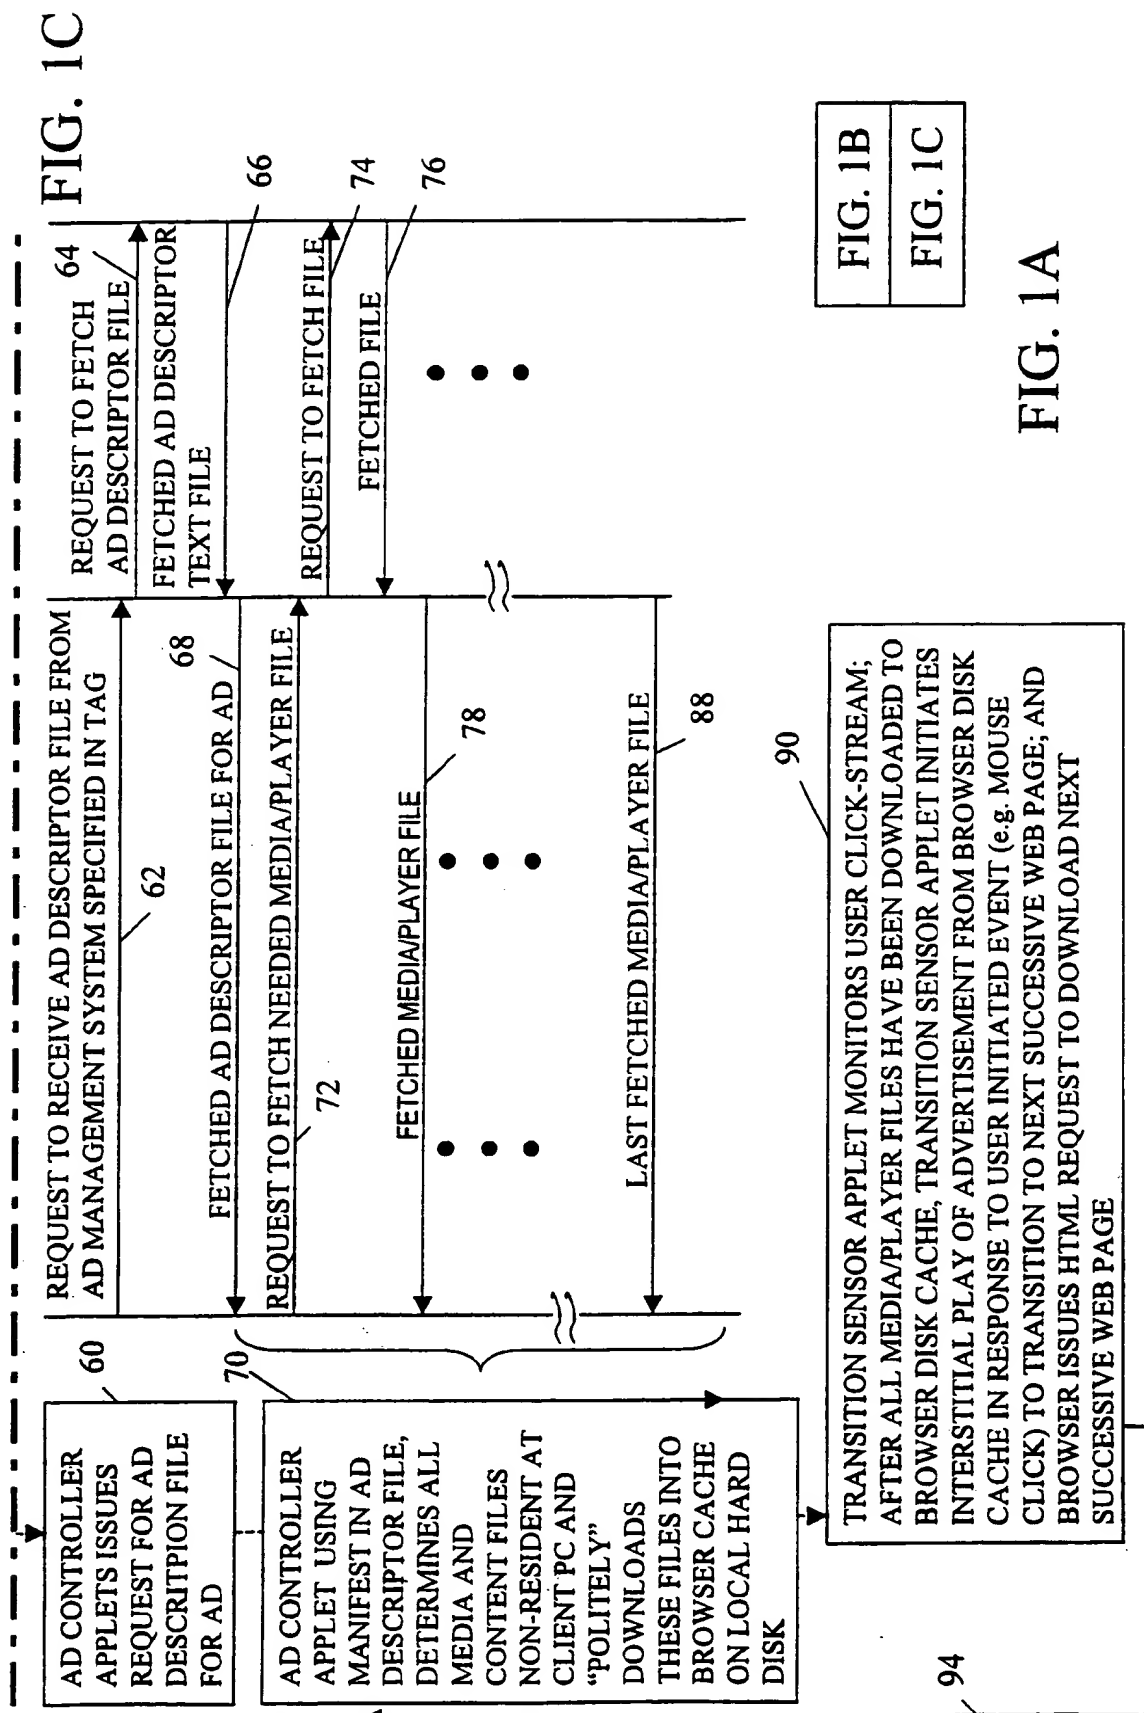 FIG. 1C
AD CONTROLLER
APPLETS ISSUES
REQUEST FOR AD
DESCRITPION FILE
FOR AD
60
REQUEST TO RECEIVE AD DESCRIPTOR FILE FROM
AD MANAGEMENT SYSTEM SPECIFIED IN TAG
62
REQUEST TO FETCH
AD DESCRIPTOR FILE
64
FETCHED AD DESCRIPTOR
TEXT FILE
66
FETCHED AD DESCRIPTOR FILE FOR AD
68
AD CONTROLLER
APPLET USING
MANIFEST IN AD
DESCRIPTOR FILE,
DETERMINES ALL
MEDIA AND
CONTENT FILES
NON-RESIDENT AT
CLIENT PC AND
“POLITELY”
DOWNLOADS
THESE FILES INTO
BROWSER CACHE
ON LOCAL HARD
DISK
70
REQUEST TO FETCH NEEDED MEDIA/PLAYER FILE
72
REQUEST TO FETCH FILE
74
FETCHED FILE
76
FETCHED MEDIA/PLAYER FILE
78
LAST FETCHED MEDIA/PLAYER FILE
88
90
TRANSITION SENSOR APPLET MONITORS USER CLICK-STREAM;
AFTER ALL MEDIA/PLAYER FILES HAVE BEEN DOWNLOADED TO
BROWSER DISK CACHE, TRANSITION SENSOR APPLET INITIATES
INTERSTITIAL PLAY OF ADVERTISEMENT FROM BROWSER DISK
CACHE IN RESPONSE TO USER INITIATED EVENT (e.g. MOUSE
CLICK) TO TRANSITION TO NEXT SUCCESSIVE WEB PAGE; AND
BROWSER ISSUES HTML REQUEST TO DOWNLOAD NEXT
SUCCESSIVE WEB PAGE
94
FIG. 1B
FIG. 1C
FIG. 1A